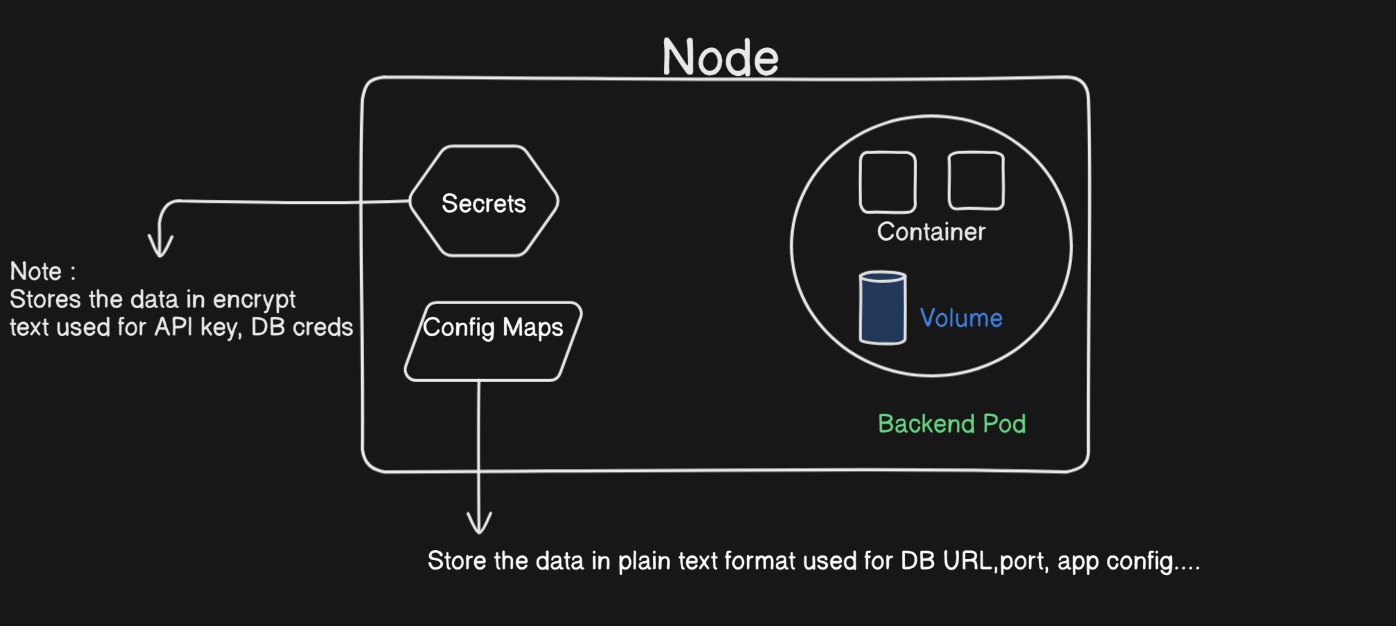 Node
Secrets
Container
Note :
Stores the data in encrypt
text used for API key, DB creds
Config Maps
Volume
Backend Pod
Store the data in plain text format used for DB URL,port, app config....